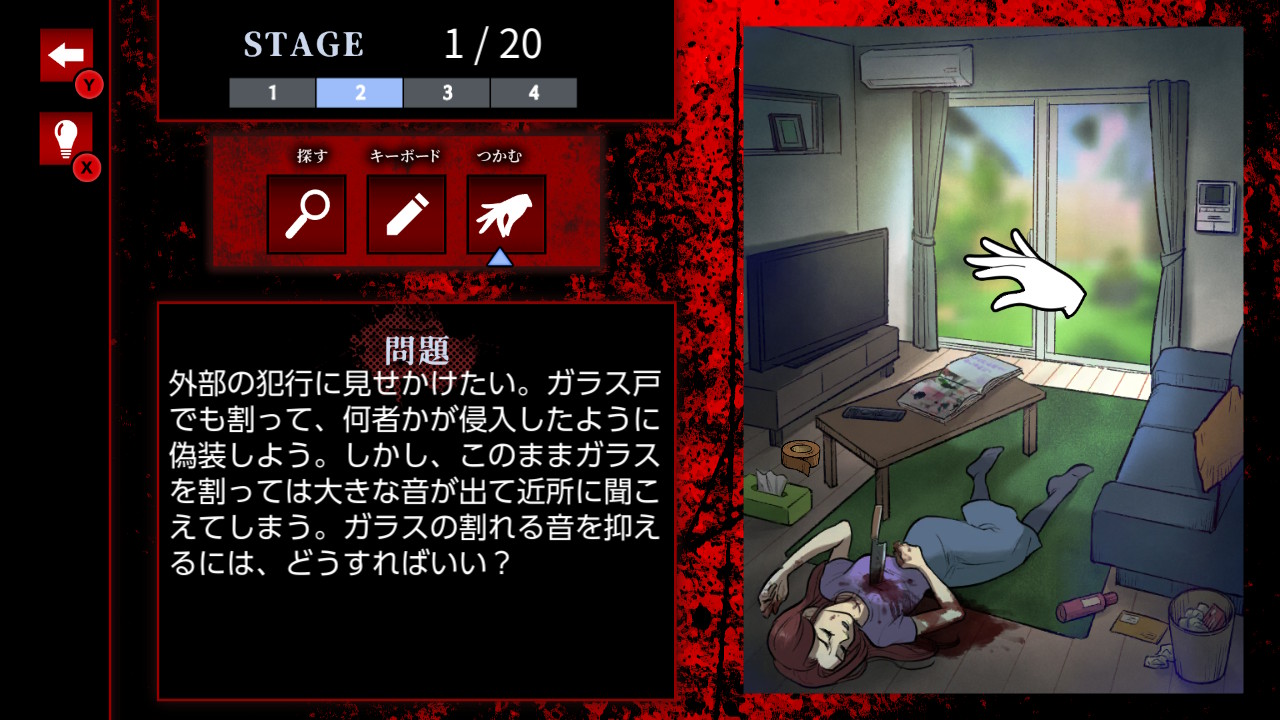 STAGE 1 / 20
1 2 3 4
Y
X
探す キーボード つかむ
問題
外部の犯行に見せかけたい。ガラス戸
でも割って、何者かが侵入したように
偽装しよう。しかし、このままガラス
を割っては大きな音が出て近所に聞こ
えてしまう。ガラスの割れる音を抑え
るには、どうすればいい？